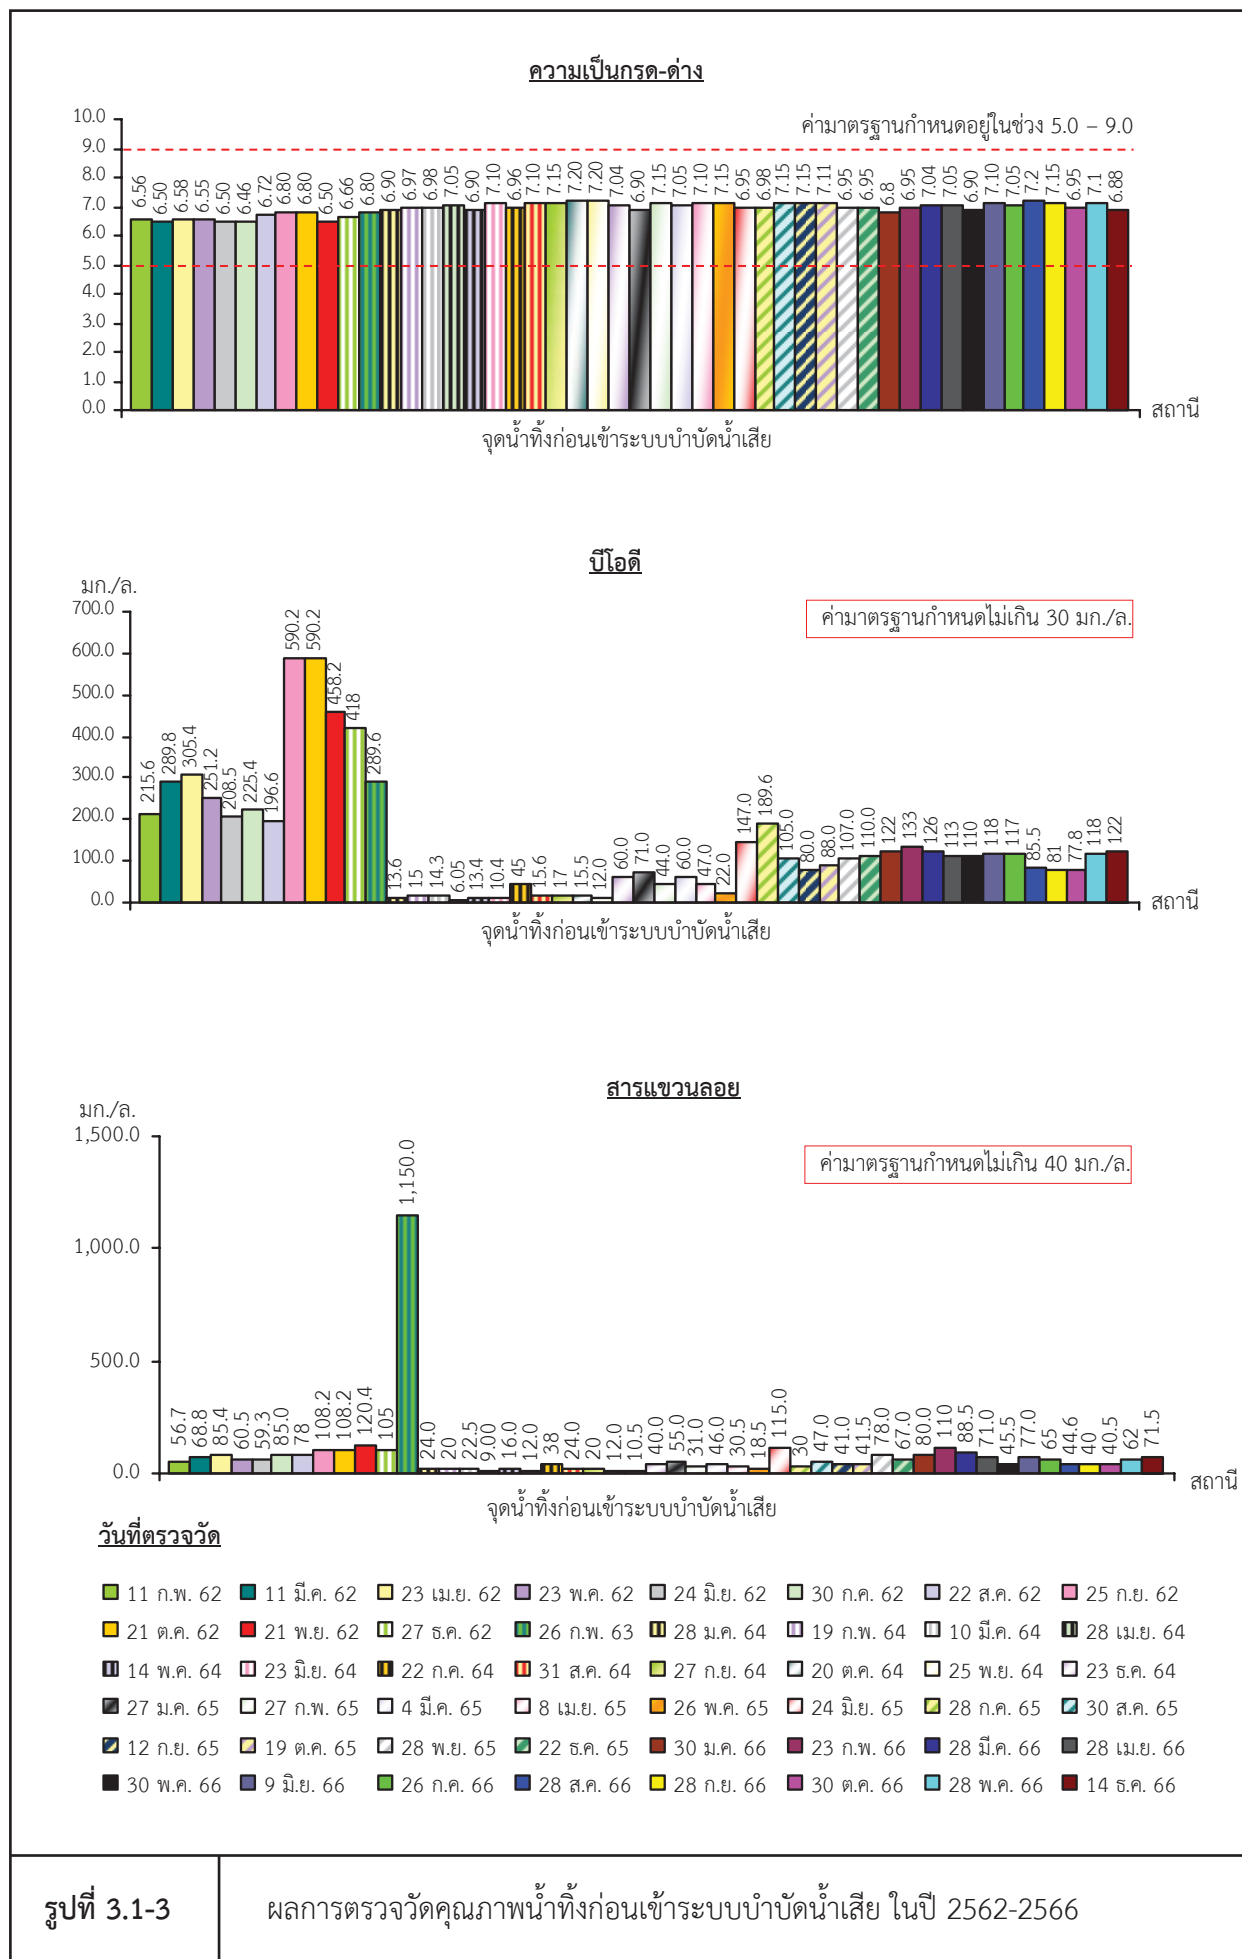 ความเป็นกรด-ด่าง
ค่ามาตรฐานกำหนดอยู่ในช่วง 5.0 – 9.0
10.0
9.0
8.0
7.0
6.0
5.0
4.0
3.0
2.0
1.0
0.0
6.56 6.50 6.58 6.55 6.50 6.46 6.72 6.80 6.80 6.50 6.66 6.80 6.90 6.97 6.98 7.05 6.90 7.10 6.96 7.10 7.15 7.20 7.20 7.04 6.90 7.15 7.05 7.10 7.15 6.95 6.98 7.15 7.15 7.11 6.95 6.95 6.8 6.95 7.04 7.05 6.90 7.10 7.05 7.2 7.15 6.95 7.1 6.88
สถานี
จุดน้ำทิ้งก่อนเข้าระบบบำบัดน้ำเสีย
บีโอดี
มก./ล.
ค่ามาตรฐานกำหนดไม่เกิน 30 มก./ล.
700.0
600.0
500.0
400.0
300.0
200.0
100.0
0.0
215.6 289.8 305.4 251.2 208.5 225.4 196.6 590.2 590.2 458.2 418 289.6 13.6 15 14.3 6.05 13.4 10.4 45 15.6 17 15.5 12.0 60.0 71.0 44.0 60.0 47.0 22.0 147.0 189.6 105.0 80.0 88.0 107.0 110.0 122 133 126 113 110 118 117 85.5 81 77.8 118 122
สถานี
จุดน้ำทิ้งก่อนเข้าระบบบำบัดน้ำเสีย
สารแขวนลอย
มก./ล.
ค่ามาตรฐานกำหนดไม่เกิน 40 มก./ล.
1,500.0
1,000.0
500.0
0.0
56.7 68.8 85.4 60.5 59.3 85.0 78 108.2 108.2 120.4 105 1,150.0 24.0 20 22.5 9.00 16.0 12.0 38 24.0 20 12.0 10.5 40.0 55.0 31.0 46.0 30.5 18.5 115.0 30 47.0 41.0 41.5 78.0 67.0 80.0 110 88.5 71.0 45.5 77.0 65 44.6 40 40.5 62 71.5
สถานี
จุดน้ำทิ้งก่อนเข้าระบบบำบัดน้ำเสีย
วันที่ตรวจวัด
11 ก.พ. 62 11 มี.ค. 62 23 เม.ย. 62 23 พ.ค. 62 24 มิ.ย. 62 30 ก.ค. 62 22 ส.ค. 62 25 ก.ย. 62
21 ต.ค. 62 21 พ.ย. 62 27 ธ.ค. 62 26 ก.พ. 63 28 ม.ค. 64 19 ก.พ. 64 10 มี.ค. 64 28 เม.ย. 64
14 พ.ค. 64 23 มิ.ย. 64 22 ก.ค. 64 31 ส.ค. 64 27 ก.ย. 64 20 ต.ค. 64 25 พ.ย. 64 23 ธ.ค. 64
27 ม.ค. 65 27 ก.พ. 65 4 มี.ค. 65 8 เม.ย. 65 26 พ.ค. 65 24 มิ.ย. 65 28 ก.ค. 65 30 ส.ค. 65
12 ก.ย. 65 19 ต.ค. 65 28 พ.ย. 65 22 ธ.ค. 65 30 ม.ค. 66 23 ก.พ. 66 28 มี.ค. 66 28 เม.ย. 66
30 พ.ค. 66 9 มิ.ย. 66 26 ก.ค. 66 28 ส.ค. 66 28 ก.ย. 66 30 ต.ค. 66 28 พ.ค. 66 14 ธ.ค. 66
รูปที่ 3.1-3
ผลการตรวจวัดคุณภาพน้ำทิ้งก่อนเข้าระบบบำบัดน้ำเสีย ในปี 2562-2566